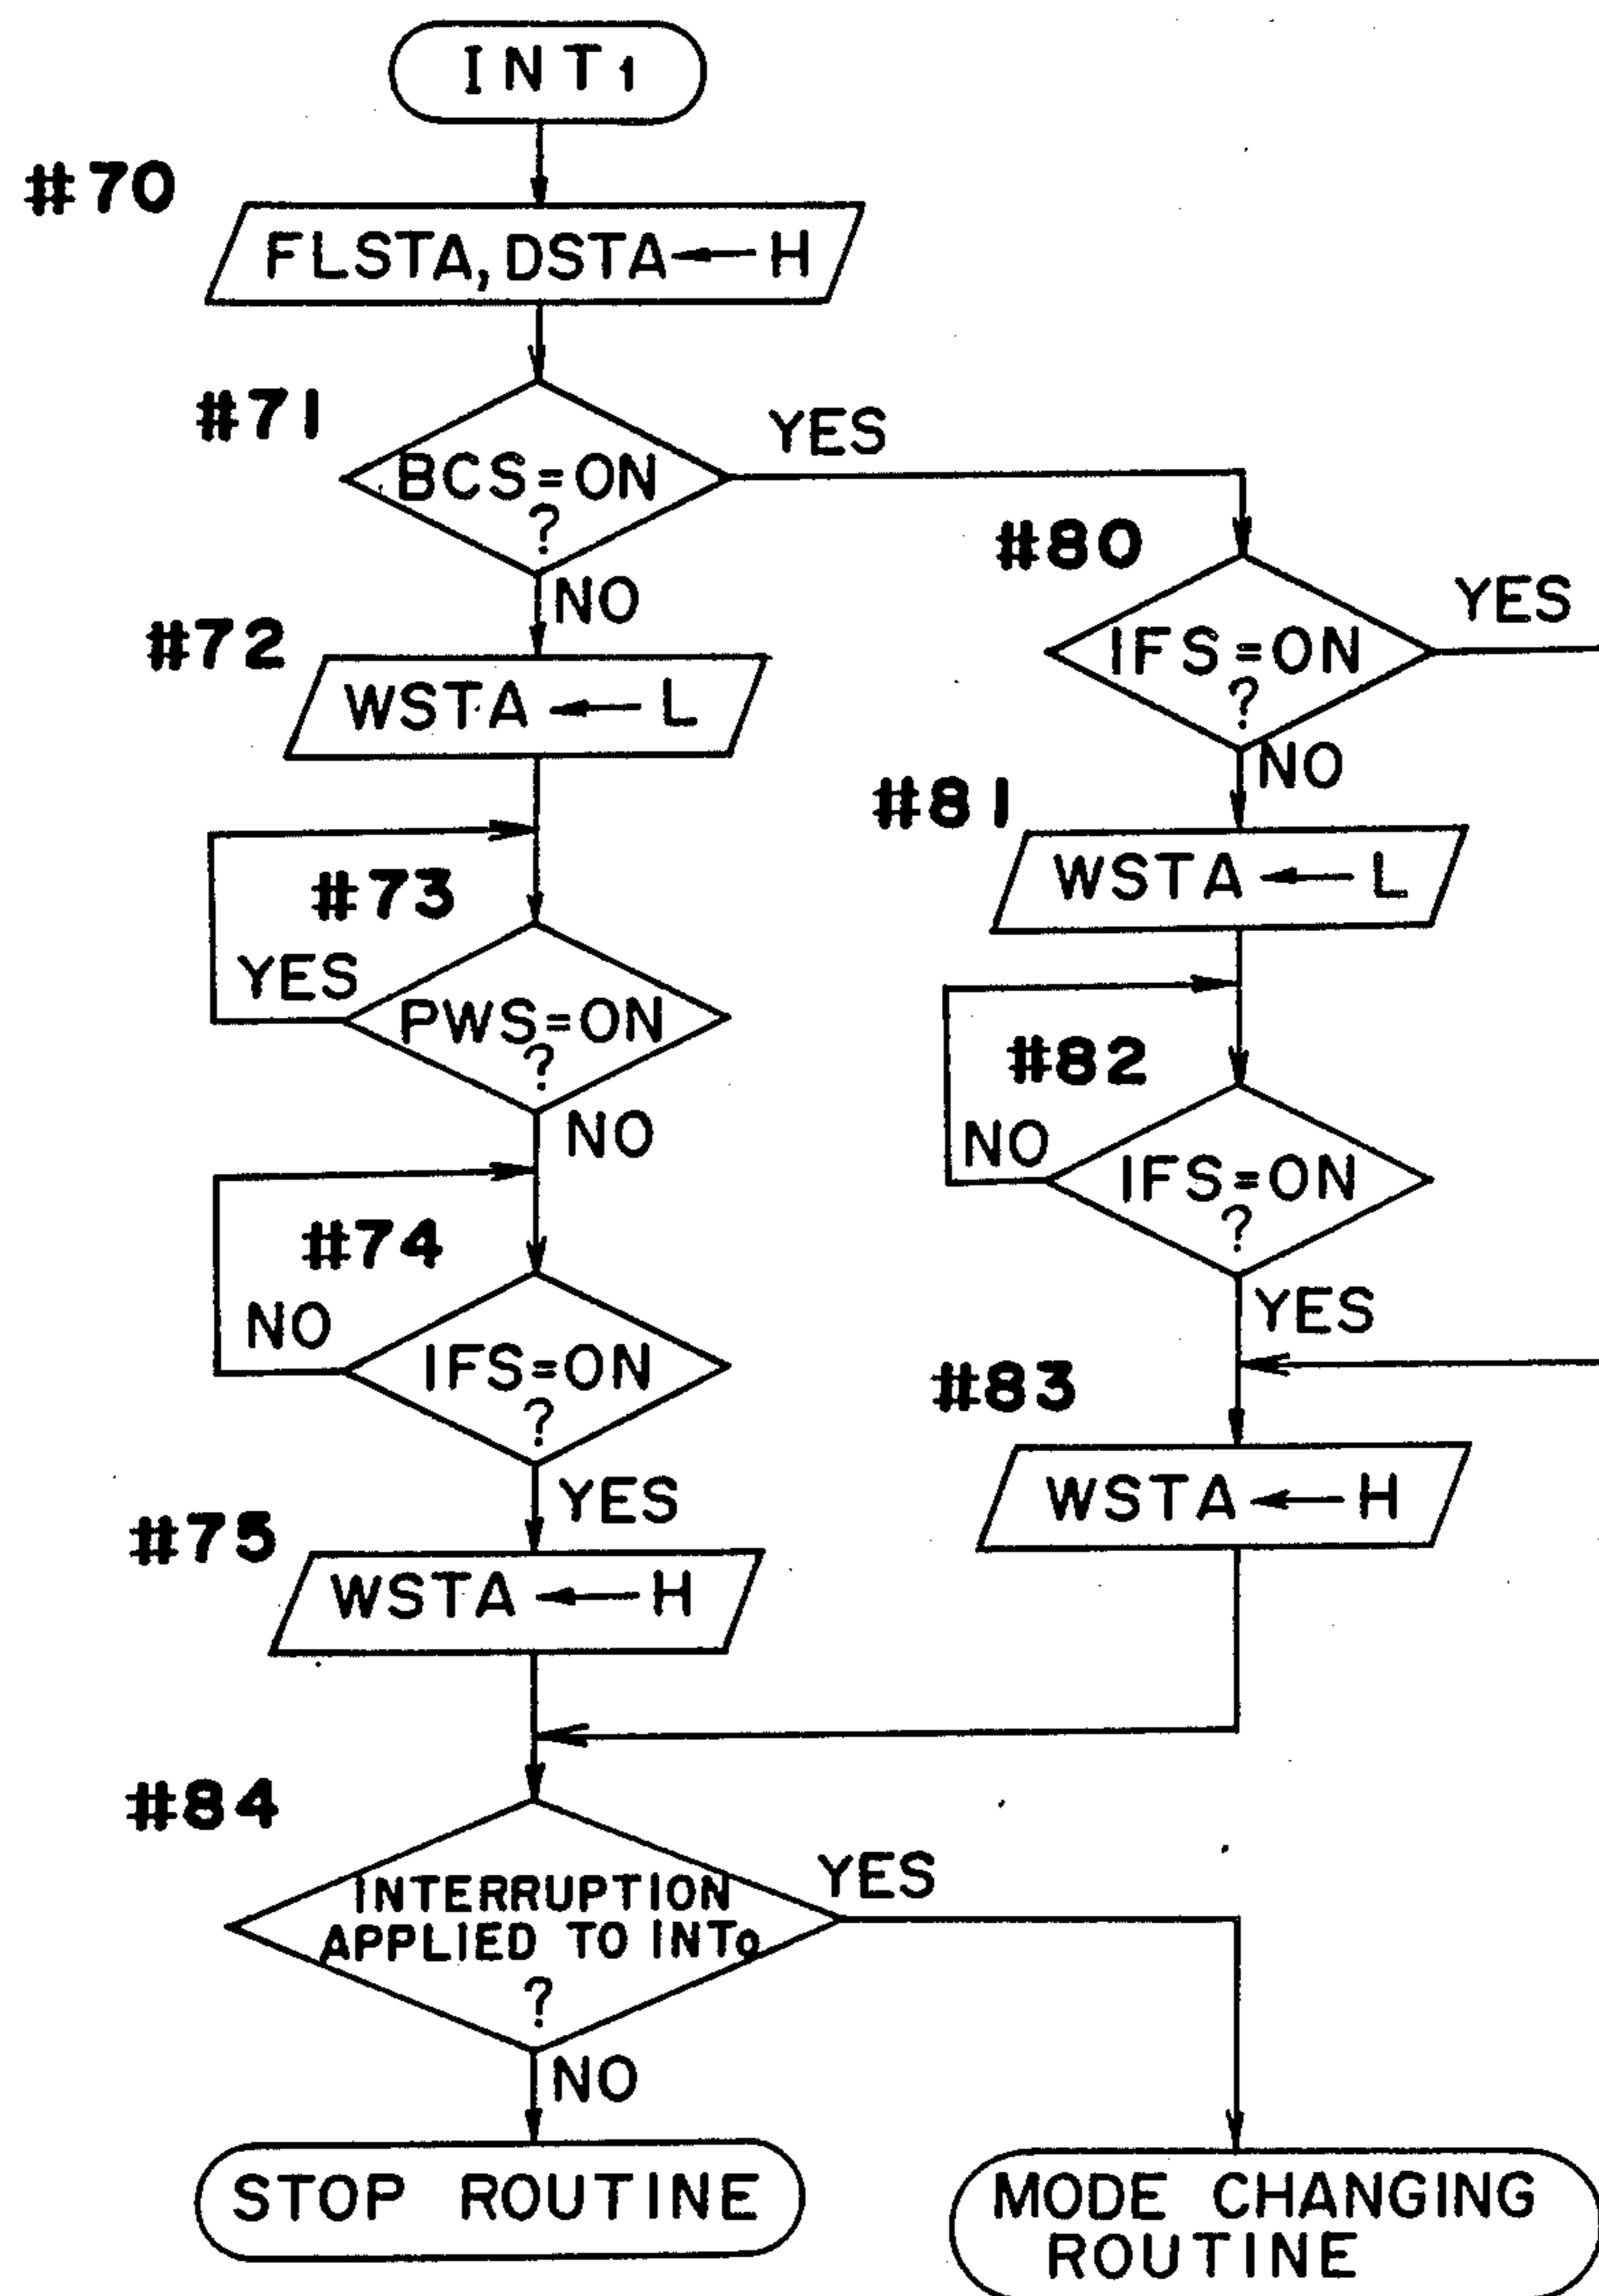 INT1
#70
FLSTA, DSTA ← H
#71
BCS=ON
?
YES
NO
#72
WSTA ← L
#73
YES
PWS=ON
?
NO
#74
NO
IFS=ON
?
YES
#75
WSTA ← H
#80
IFS=ON
?
YES
NO
#81
WSTA ← L
#82
NO
IFS=ON
?
YES
#83
WSTA ← H
#84
INTERRUPTION
APPLIED TO INT0
?
YES
NO
STOP ROUTINE
MODE CHANGING
ROUTINE